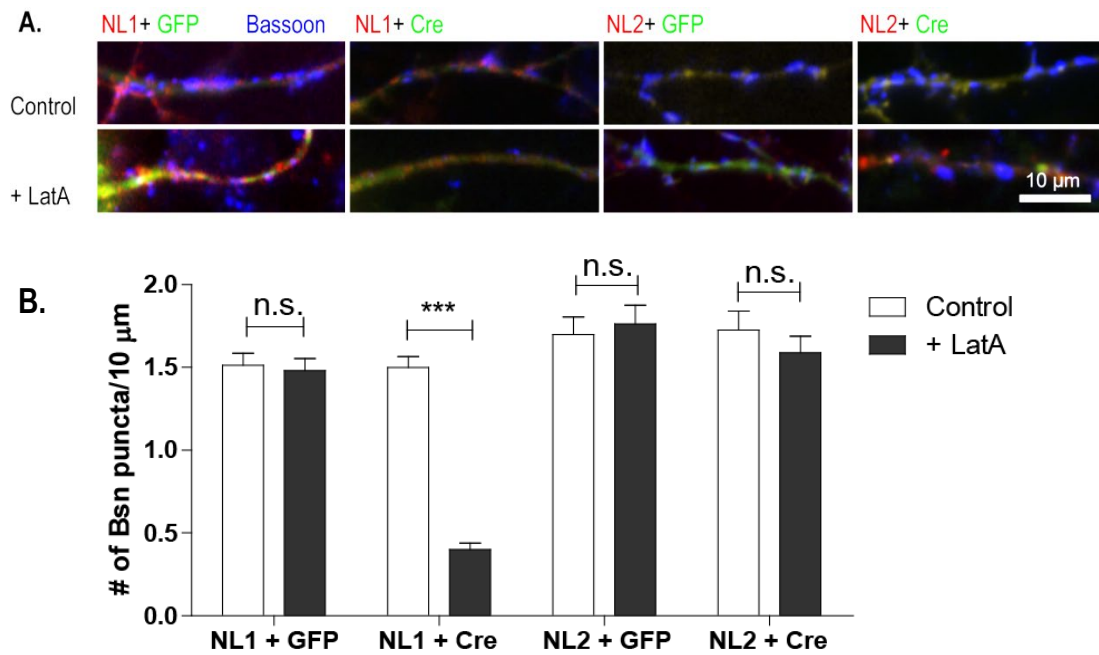 A.
NL1+ GFP Bassoon NL1+ Cre NL2+ GFP NL2+ Cre
Control
+ LatA
10 µm
B.
# of Bsn puncta/10 µm
2.0
1.5
1.0
0.5
0.0
n.s.
***
n.s.
n.s.
Control
+ LatA
NL1 + GFP NL1 + Cre NL2 + GFP NL2 + Cre